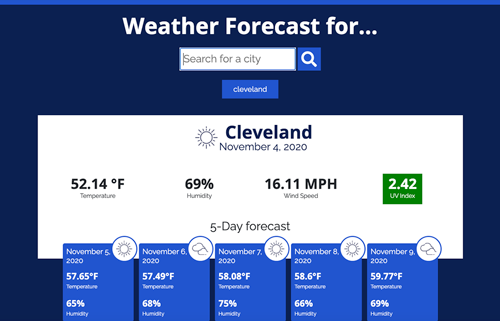 Weather Forecast for...
Search for a city
cleveland
Cleveland
November 4, 2020
52.14 °F
Temperature
69%
Humidity
16.11 MPH
Wind Speed
2.42
UV Index
5-Day forecast
November 5,
2020
57.65°F
Temperature
65%
Humidity
November 6,
2020
57.49°F
Temperature
68%
Humidity
November 7,
2020
58.08°F
Temperature
75%
Humidity
November 8,
2020
58.6°F
Temperature
66%
Humidity
November 9,
2020
59.77°F
Temperature
69%
Humidity